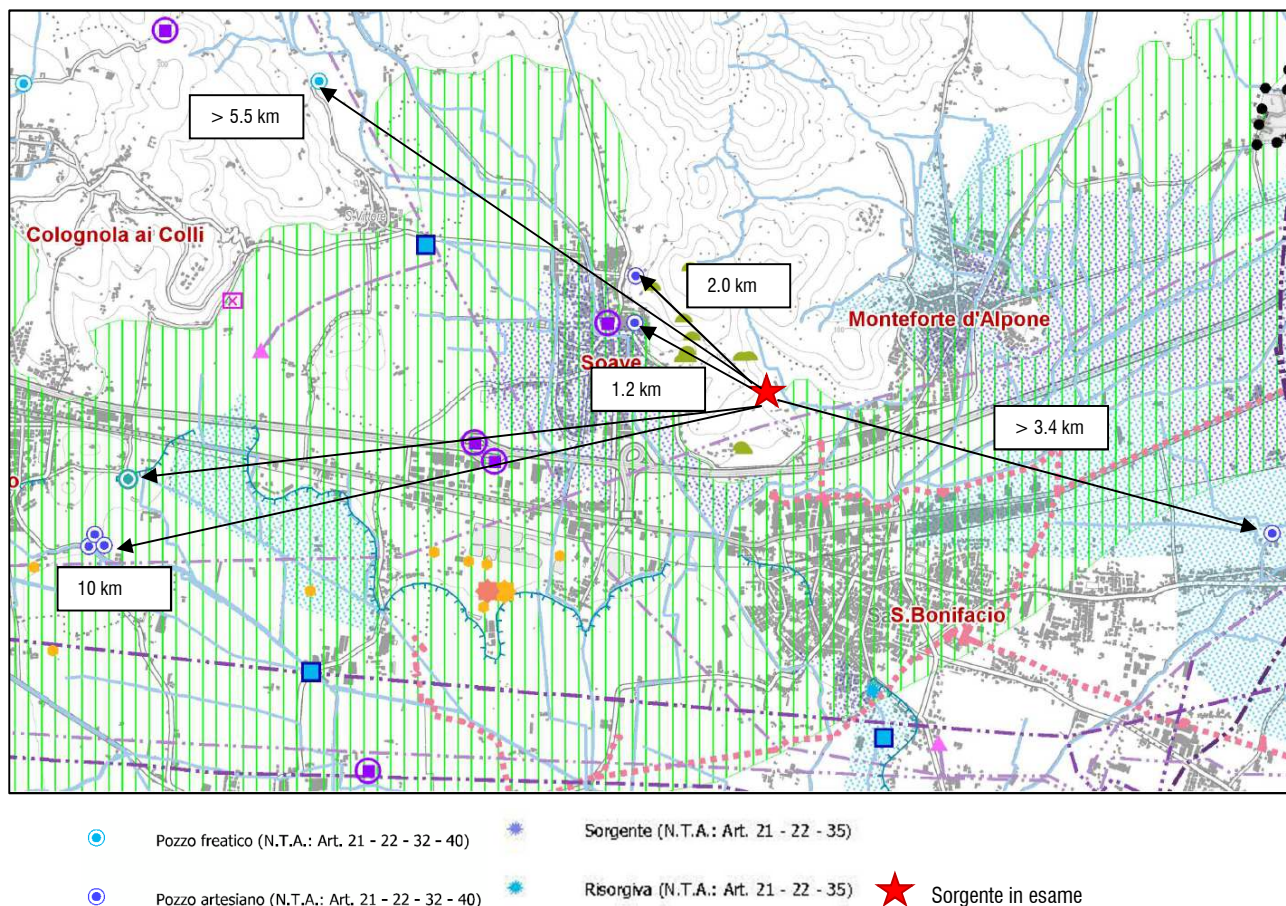 > 5.5 km
S. Vittore
Colognola ai Colli
2.0 km
Monteforte d'Alpone
Soave
1.2 km
> 3.4 km
o
10 km
Sa S.Bonifacio
Pozzo freatico (N.T.A.: Art. 21 - 22 - 32 - 40)
Sorgente (N.T.A.: Art. 21 - 22 - 35)
Pozzo artesiano (N.T.A.: Art. 21 - 22 - 32 - 40)
Risorgiva (N.T.A.: Art. 21 - 22 - 35)
Sorgente in esame